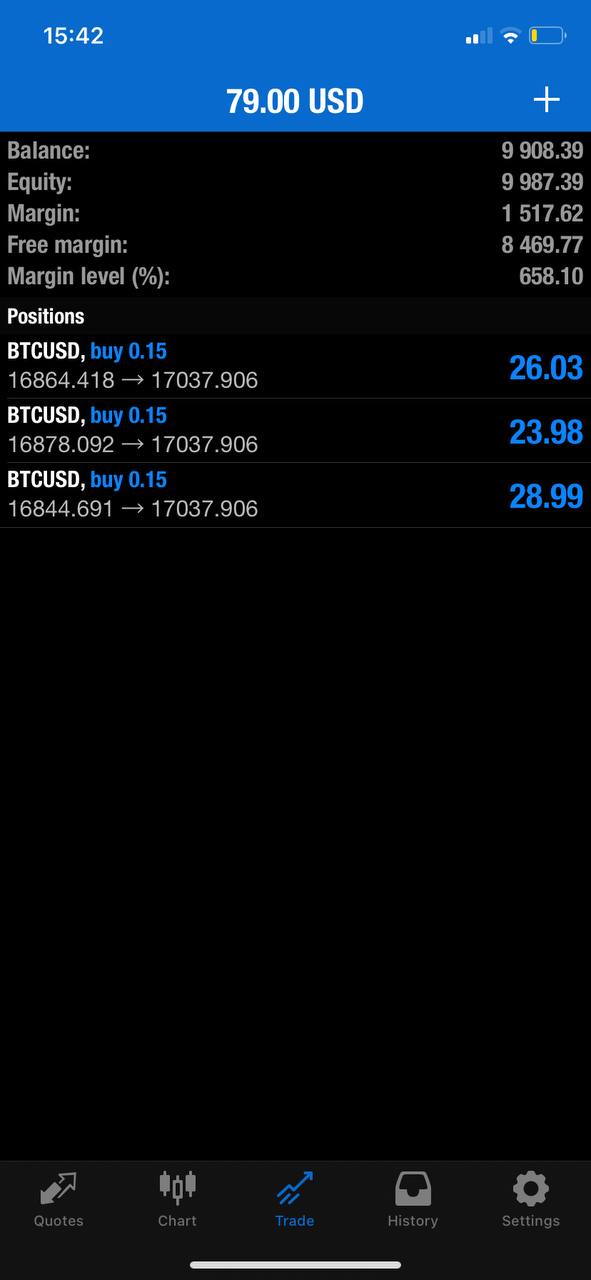 15:42
79.00 USD +
Balance: 9 908.39
Equity: 9 987.39
Margin: 1 517.62
Free margin: 8 469.77
Margin level (%): 658.10
Positions
BTCUSD, buy 0.15
16864.418 → 17037.906 26.03
BTCUSD, buy 0.15
16878.092 → 17037.906 23.98
BTCUSD, buy 0.15
16844.691 → 17037.906 28.99
Quotes Chart Trade History Settings